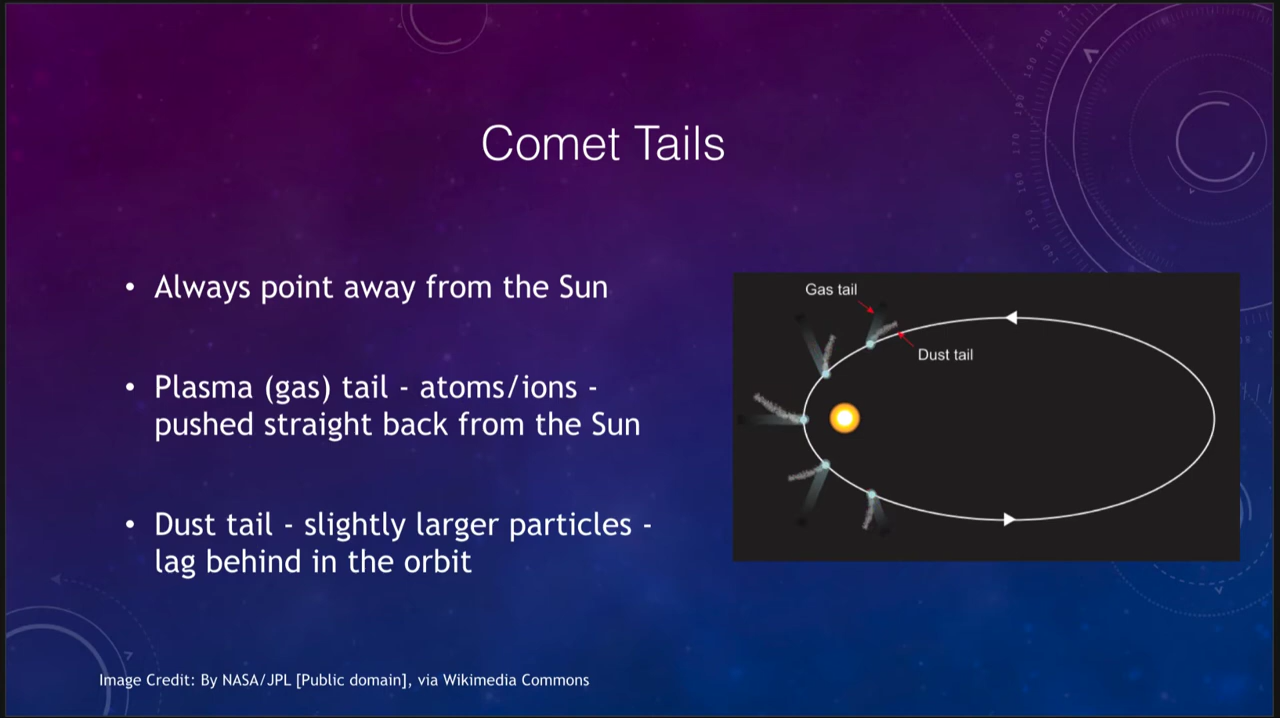 Comet Tails
• Always point away from the Sun
• Plasma (gas) tail - atoms/ions -
pushed straight back from the Sun
• Dust tail - slightly larger particles -
lag behind in the orbit
Gas tail
Dust tail
Image Credit: By NASA/JPL [Public domain], via Wikimedia Commons